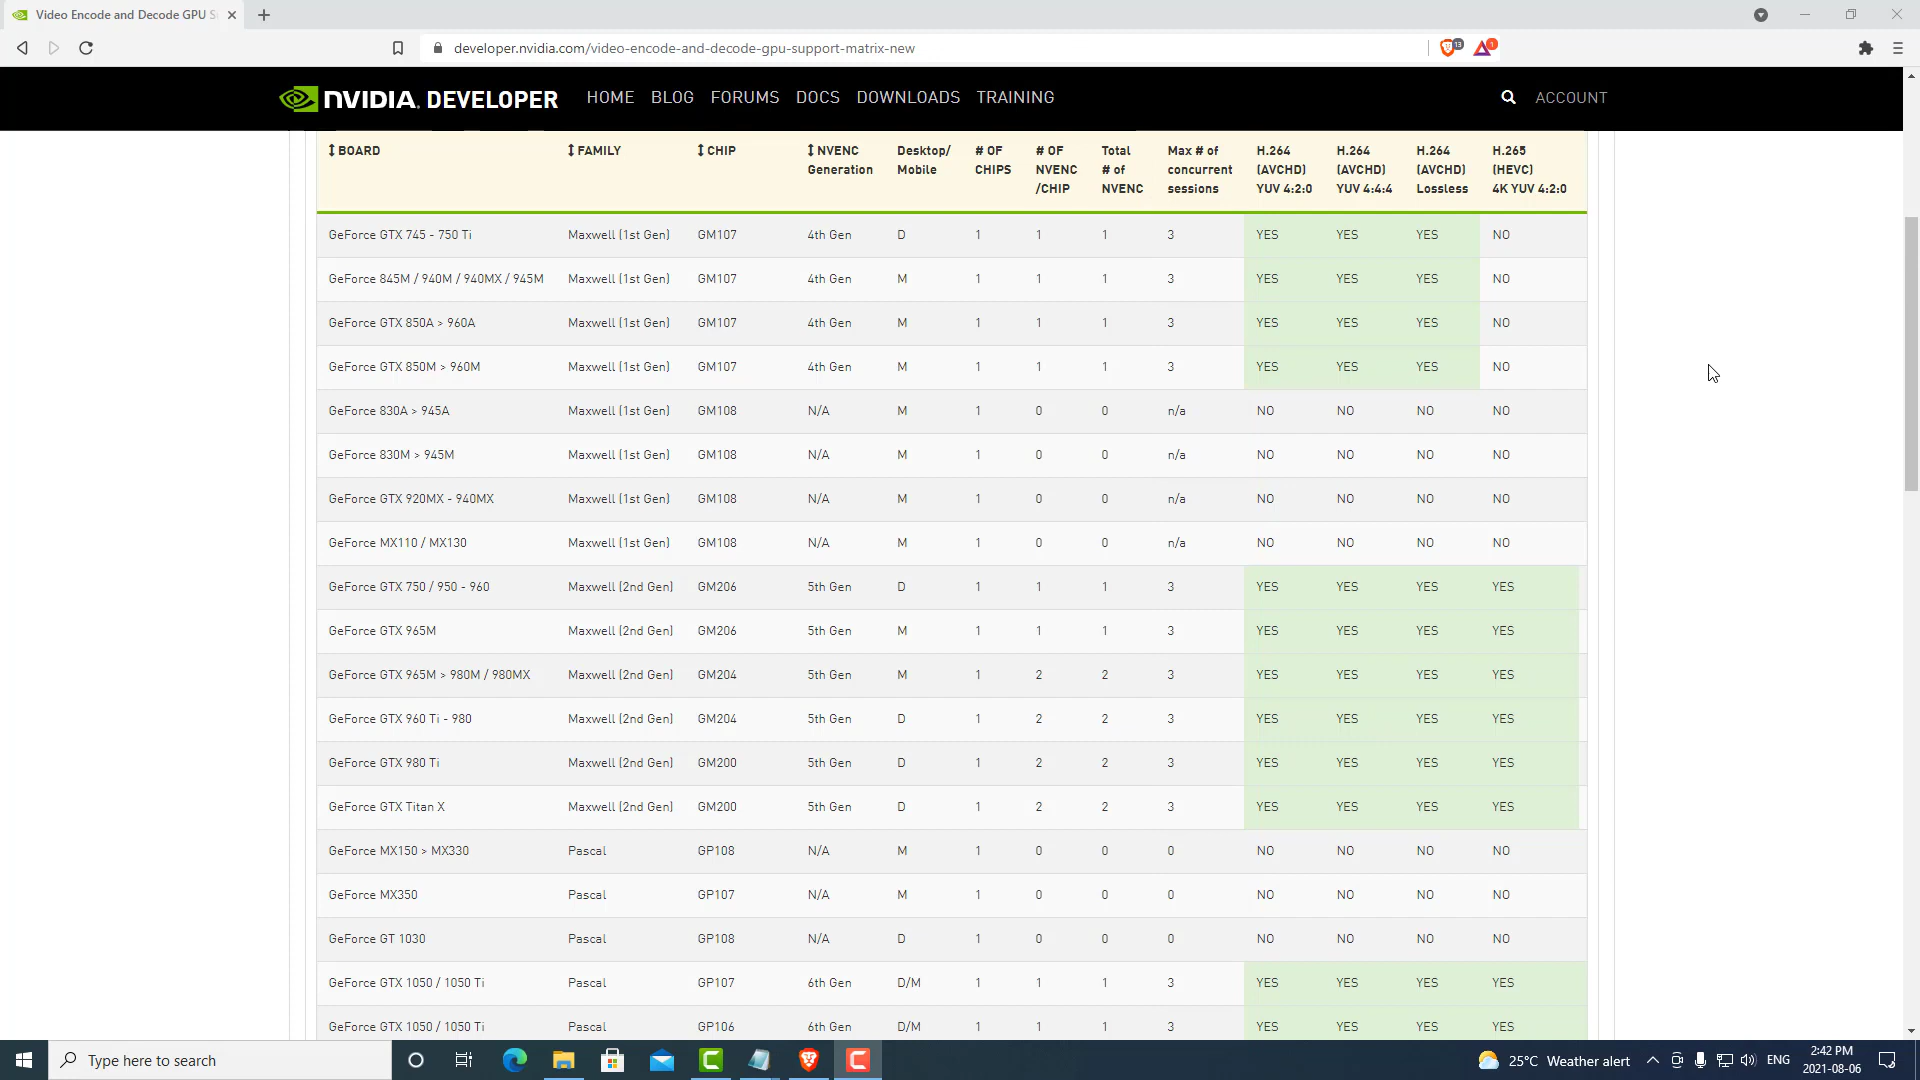 Video Encode and Decode GPU S
developer.nvidia.com/video-encode-and-decode-gpu-support-matrix-new
13
1
NVIDIA. DEVELOPER HOME BLOG FORUMS DOCS DOWNLOADS TRAINING ACCOUNT
BOARD FAMILY CHIP NVENC Generation Desktop/ Mobile # OF CHIPS # OF NVENC /CHIP Total # of NVENC Max # of concurrent sessions H.264 (AVCHD) YUV 4:2:0 H.264 (AVCHD) YUV 4:4:4 H.264 (AVCHD) Lossless H.265 (HEVC) 4K YUV 4:2:0
GeForce GTX 745 - 750 Ti Maxwell (1st Gen) GM107 4th Gen D 1 1 1 3 YES YES YES NO
GeForce 845M / 940M / 940MX / 945M Maxwell (1st Gen) GM107 4th Gen M 1 1 1 3 YES YES YES NO
GeForce GTX 850A > 960A Maxwell (1st Gen) GM107 4th Gen M 1 1 1 3 YES YES YES NO
GeForce GTX 850M > 960M Maxwell (1st Gen) GM107 4th Gen M 1 1 1 3 YES YES YES NO
GeForce 830A > 945A Maxwell (1st Gen) GM108 N/A M 1 0 0 n/a NO NO NO NO
GeForce 830M > 945M Maxwell (1st Gen) GM108 N/A M 1 0 0 n/a NO NO NO NO
GeForce GTX 920MX - 940MX Maxwell (1st Gen) GM108 N/A M 1 0 0 n/a NO NO NO NO
GeForce MX110 / MX130 Maxwell (1st Gen) GM108 N/A M 1 0 0 n/a NO NO NO NO
GeForce GTX 750 / 950 - 960 Maxwell (2nd Gen) GM206 5th Gen D 1 1 1 3 YES YES YES YES
GeForce GTX 965M Maxwell (2nd Gen) GM206 5th Gen M 1 1 1 3 YES YES YES YES
GeForce GTX 965M > 980M / 980MX Maxwell (2nd Gen) GM204 5th Gen M 1 2 2 3 YES YES YES YES
GeForce GTX 960 Ti - 980 Maxwell (2nd Gen) GM204 5th Gen D 1 2 2 3 YES YES YES YES
GeForce GTX 980 Ti Maxwell (2nd Gen) GM200 5th Gen D 1 2 2 3 YES YES YES YES
GeForce GTX Titan X Maxwell (2nd Gen) GM200 5th Gen D 1 2 2 3 YES YES YES YES
GeForce MX150 > MX330 Pascal GP108 N/A M 1 0 0 0 NO NO NO NO
GeForce MX350 Pascal GP107 N/A M 1 0 0 0 NO NO NO NO
GeForce GT 1030 Pascal GP108 N/A D 1 0 0 0 NO NO NO NO
GeForce GTX 1050 / 1050 Ti Pascal GP107 6th Gen D/M 1 1 1 3 YES YES YES YES
GeForce GTX 1050 / 1050 Ti Pascal GP106 6th Gen D/M 1 1 1 3 YES YES YES YES
Type here to search
25°C Weather alert
ENG
2:42 PM
2021-08-06